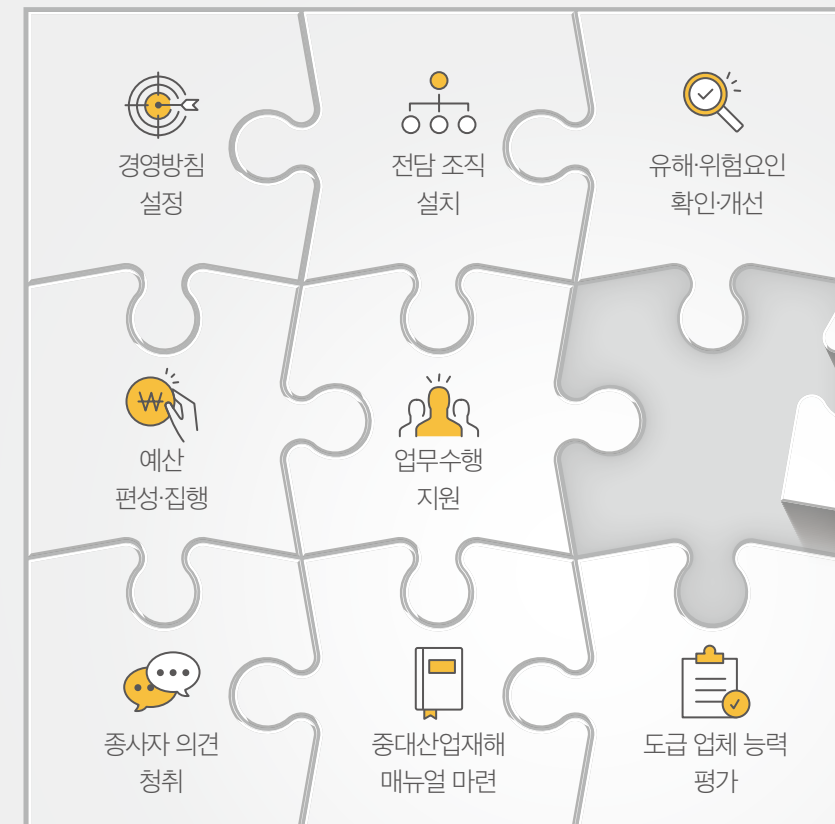 경영방침
설정
전담 조직
설치
유해·위험요인
확인·개선
예산
편성·집행
업무수행
지원
종사자 의견
청취
중대산업재해
매뉴얼 마련
도급 업체 능력
평가